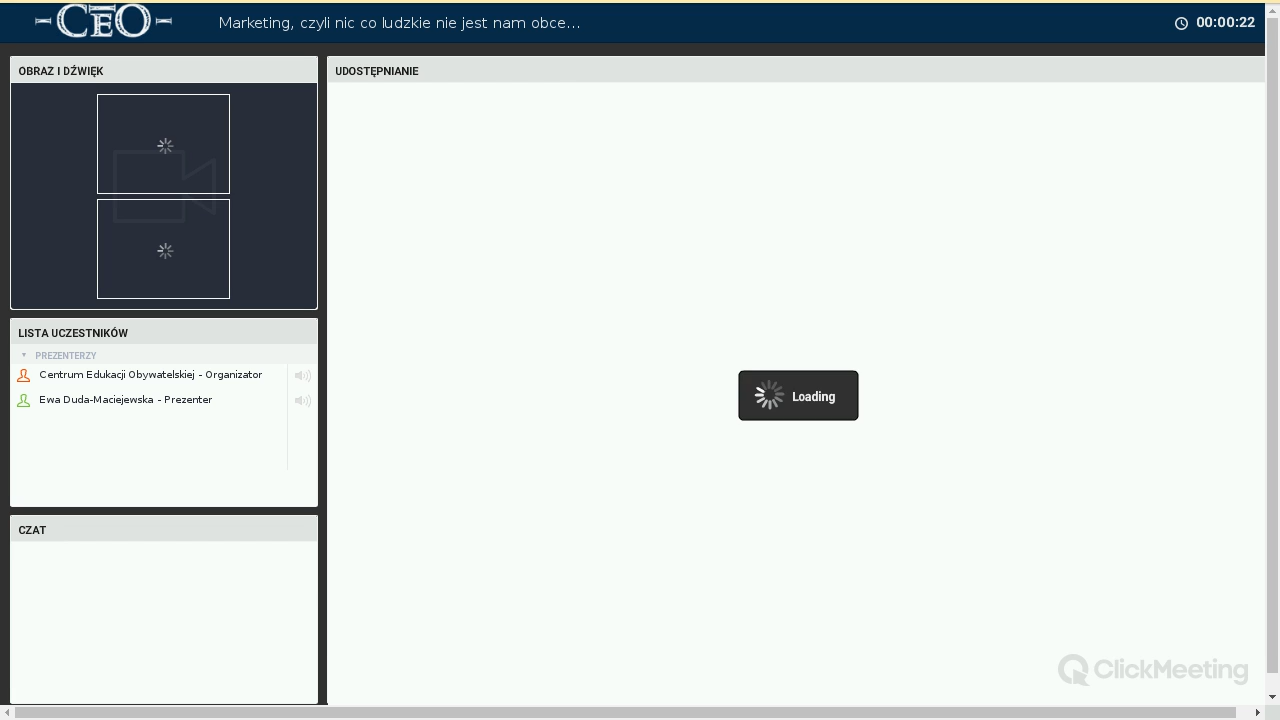 CEO
Marketing, czyli nic co ludzkie nie jest nam obce...
00:00:22
OBRAZ I DŹWIĘK
LISTA UCZESTNIKÓW
PREZENTERZY
Centrum Edukacji Obywatelskiej - Organizator
Ewa Duda-Maciejewska - Prezenter
CZAT
UDOSTĘPNIANIE
Loading
ClickMeeting